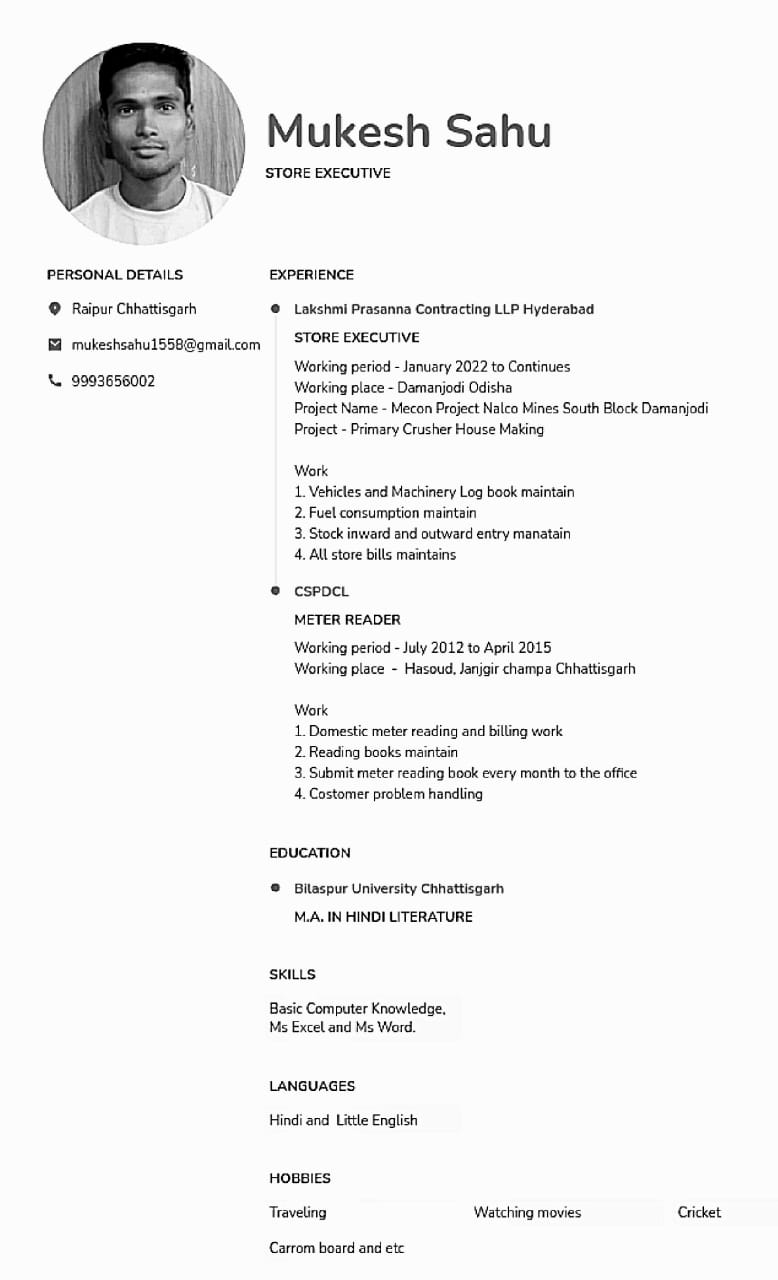 Mukesh Sahu
STORE EXECUTIVE
PERSONAL DETAILS
Raipur Chhattisgarh
mukeshsahu1558@gmail.com
9993656002
EXPERIENCE
Lakshmi Prasanna Contracting LLP Hyderabad
STORE EXECUTIVE
Working period - January 2022 to Continues
Working place - Damanjodi Odisha
Project Name - Mecon Project Nalco Mines South Block Damanjodi
Project - Primary Crusher House Making
Work
1. Vehicles and Machinery Log book maintain
2. Fuel consumption maintain
3. Stock inward and outward entry manatain
4. All store bills maintains
CSPDCL
METER READER
Working period - July 2012 to April 2015
Working place - Hasoud, Janjgir champa Chhattisgarh
Work
1. Domestic meter reading and billing work
2. Reading books maintain
3. Submit meter reading book every month to the office
4. Costomer problem handling
EDUCATION
Bilaspur University Chhattisgarh
M.A. IN HINDI LITERATURE
SKILLS
Basic Computer Knowledge,
Ms Excel and Ms Word.
LANGUAGES
Hindi and Little English
HOBBIES
Traveling Watching movies Cricket
Carrom board and etc